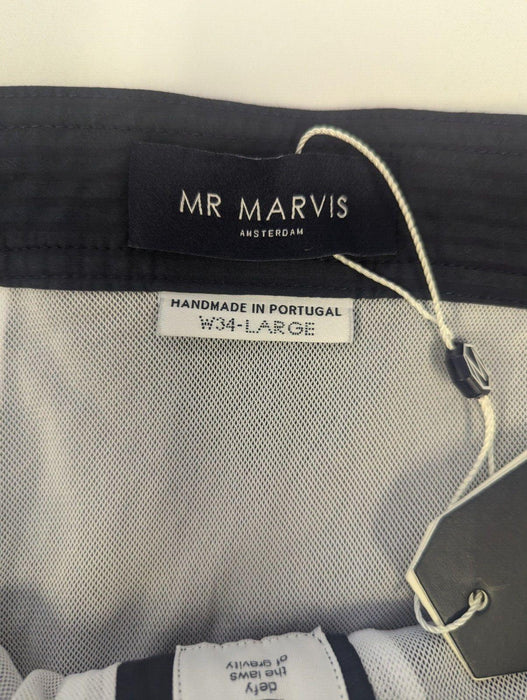 MR MARVIS
AMSTERDAM
HANDMADE IN PORTUGAL
W34-LARGE
defy
the laws
of gravity